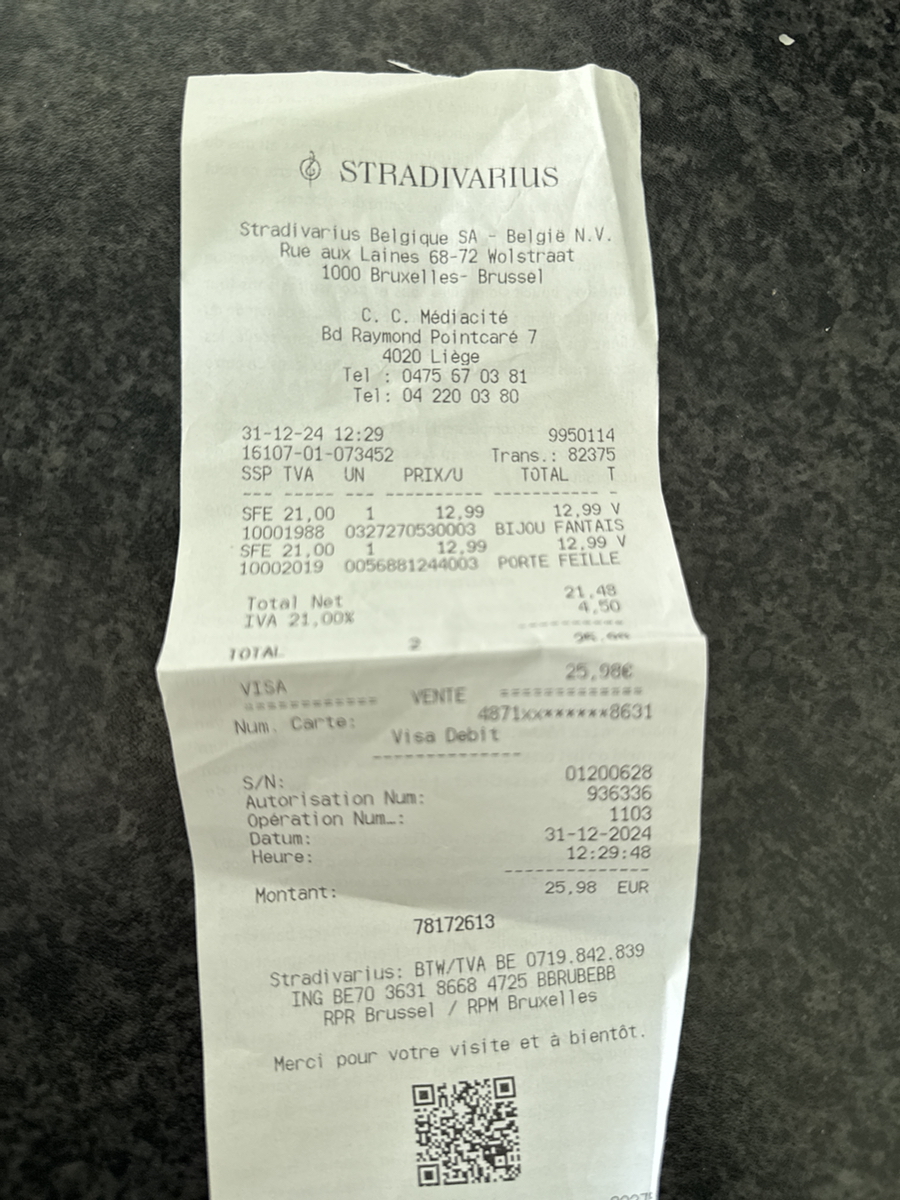 STRADIVARIUS
Stradivarius Belgique SA - België N.V.
Rue aux Laines 68-72 Wolstraat
1000 Bruxelles- Brussel
C. C. Médiacité
Bd Raymond Pointcaré 7
4020 Liège
Tel : 0475 67 03 81
Tel: 04 220 03 80
31-12-24 12:29 9950114
16107-01-073452 Trans.: 82375
SSP TVA UN PRIX/U TOTAL T
--- ----- --- ---------- ---------- -
SFE 21,00 1 12,99 12,99 V
10001988 0327270530003 BIJOU FANTAIS
SFE 21,00 1 12,99 12,99 V
10002019 0056881244003 PORTE FEILLE
Total Net 21,48
IVA 21,00% 4,50
----------
TOTAL 2
VISA 25,98€
============ VENTE =============
Num. Carte: 4871xx******8631
Visa Debit
---------------
S/N: 01200628
Autorisation Num: 936336
Opération Num…: 1103
Datum: 31-12-2024
Heure: 12:29:48
--------------
Montant: 25,98 EUR
78172613
Stradivarius: BTW/TVA BE 0719.842.839
ING BE70 3631 8668 4725 BBRUBEBB
RPR Brussel / RPM Bruxelles
Merci pour votre visite et à bientôt.